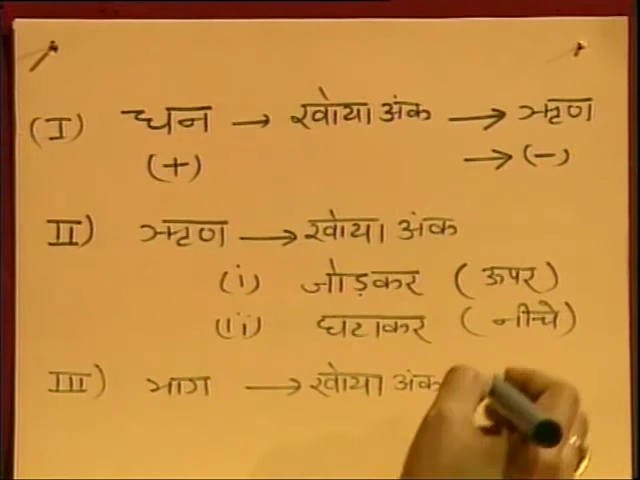 (I) धन → खोया अंक → ऋण
(+) → (-)
II) ऋण → खोया अंक
(i) जोड़कर (ऊपर)
(ii) घटाकर (नीचे)
III) भाग → खोया अंक